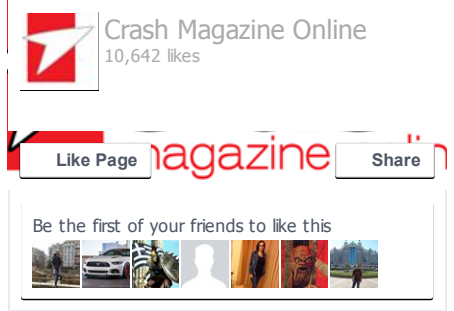 Crash Magazine Online
10,642 likes
magazine
Like Page
Share
Be the first of your friends to like this